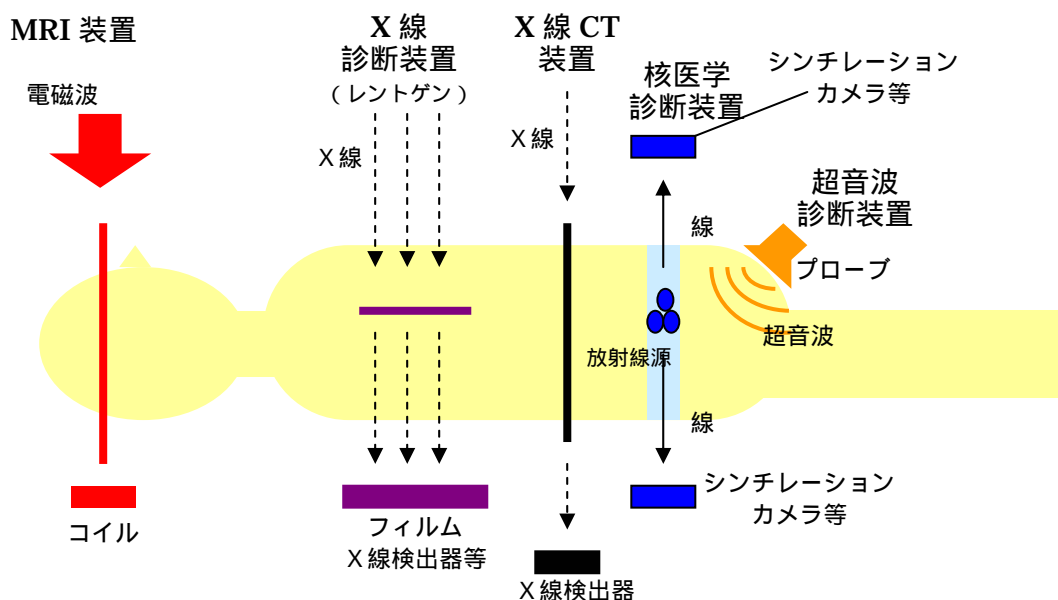 MRI 装置
電磁波
コイル
X 線
診断装置
（レントゲン）
X線
フィルム
X線検出器等
X 線 CT
装置
X線
X線検出器
核医学
診断装置
シンチレーション
カメラ等
線
放射線源
線
シンチレーション
カメラ等
超音波
診断装置
プローブ
超音波